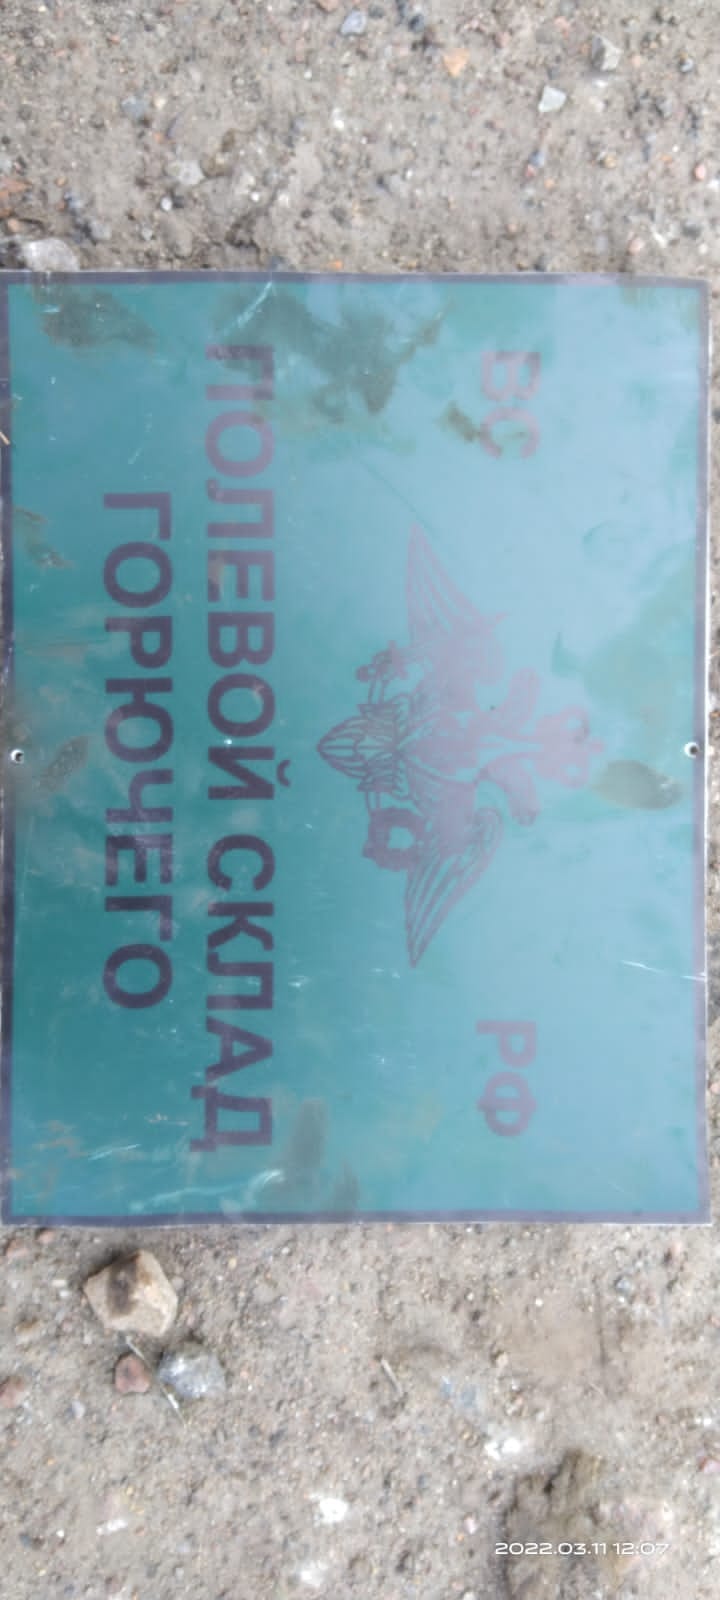 ВС РФ
ПОЛЕВОЙ СКЛАД
ГОРЮЧЕГО
2022.03.11 12:07